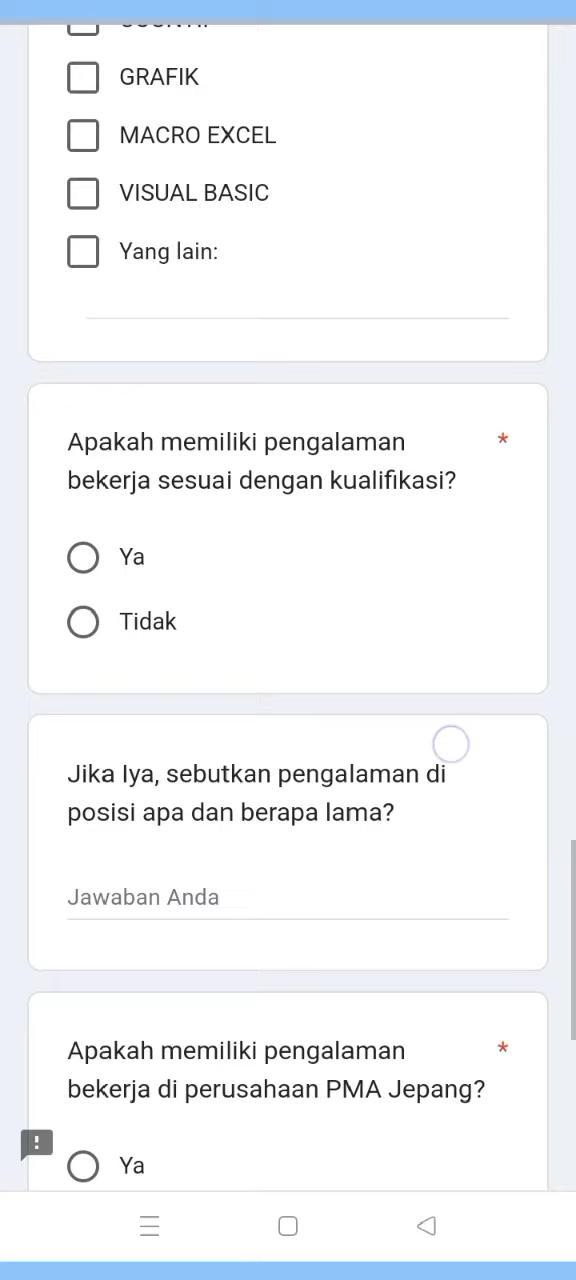 GRAFIK
MACRO EXCEL
VISUAL BASIC
Yang lain:
Apakah memiliki pengalaman *
bekerja sesuai dengan kualifikasi?
Ya
Tidak
Jika Iya, sebutkan pengalaman di
posisi apa dan berapa lama?
Jawaban Anda
Apakah memiliki pengalaman *
bekerja di perusahaan PMA Jepang?
Ya